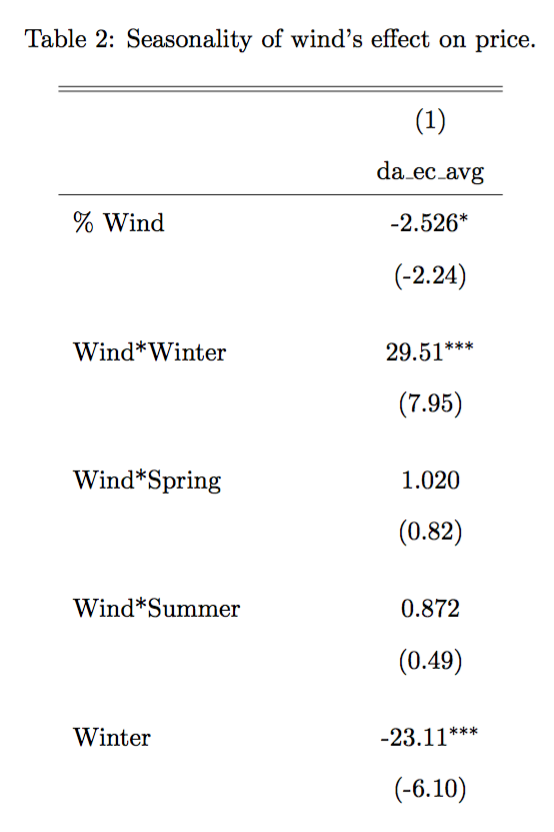 Table 2: Seasonality of wind's effect on price.
(1)
da_ec_avg
% Wind -2.526*
(-2.24)
Wind*Winter 29.51***
(7.95)
Wind*Spring 1.020
(0.82)
Wind*Summer 0.872
(0.49)
Winter -23.11***
(-6.10)